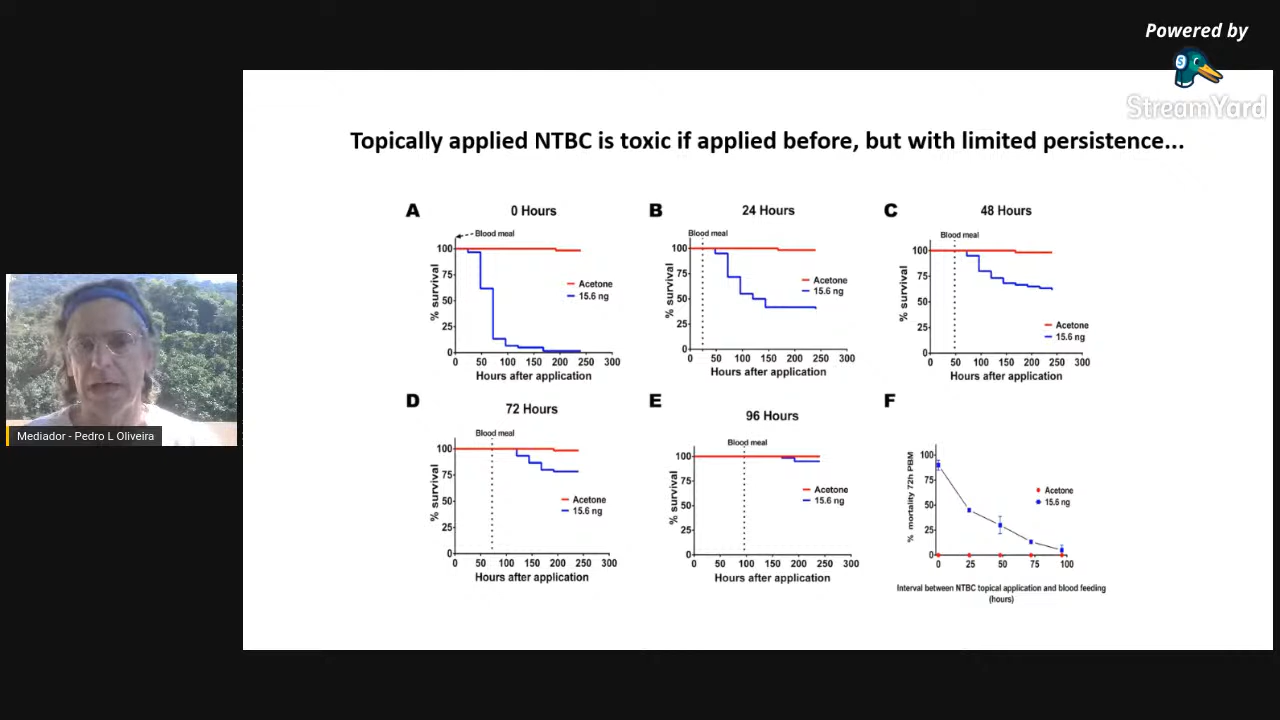 Powered by
StreamYard
Topically applied NTBC is toxic if applied before, but with limited persistence...
A
0 Hours
Blood meal
% survival
100
75
50
25
0
0 50 100 150 200 250 300
Hours after application
Acetone
15.6 ng
B
24 Hours
Blood meal
% survival
100
75
50
25
0
0 50 100 150 200 250 300
Hours after application
Acetone
15.6 ng
C
48 Hours
Blood meal
% survival
100
75
50
25
0
0 50 100 150 200 250 300
Hours after application
Acetone
15.6 ng
D
72 Hours
Blood meal
% survival
100
75
50
25
0
0 50 100 150 200 250 300
Hours after application
Acetone
15.6 ng
E
96 Hours
Blood meal
% survival
100
75
50
25
0
0 50 100 150 200 250 300
Hours after application
Acetone
15.6 ng
F
% mortality 72h PBM
100
75
50
25
0
0 25 50 75 100
Interval between NTBC topical application and blood feeding
(hours)
Acetone
15.6 ng
Mediador - Pedro L Oliveira